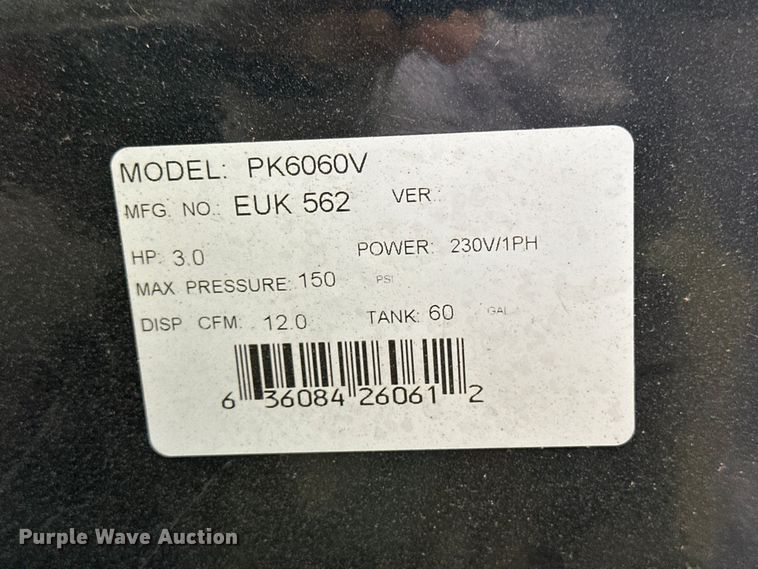 MODEL: PK6060V
MFG. NO.: EUK 562 VER.
HP: 3.0 POWER: 230V/1PH
MAX PRESSURE: 150 PSI
DISP. CFM: 12.0 TANK: 60 GAL
6 36084 26061 2
Purple Wave Auction